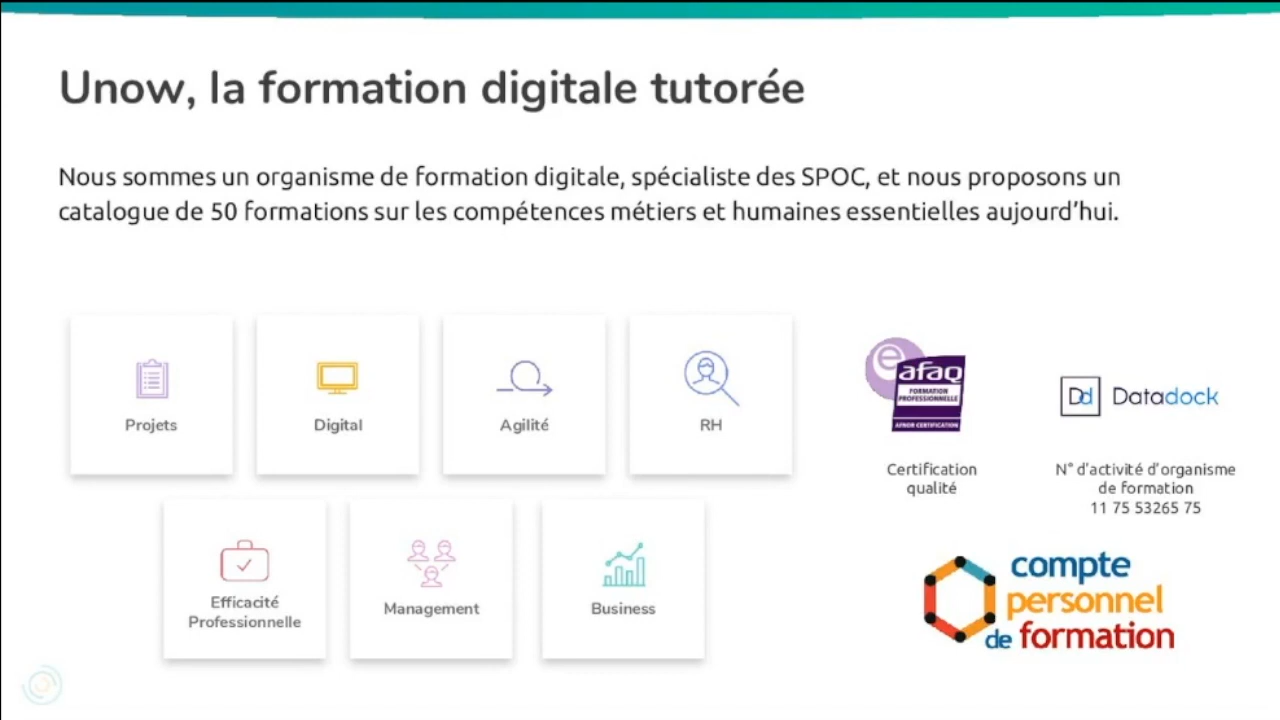 Unow, la formation digitale tutorée
Nous sommes un organisme de formation digitale, spécialiste des SPOC, et nous proposons un
catalogue de 50 formations sur les compétences métiers et humaines essentielles aujourd'hui.
Projets
Digital
Agilité
RH
Efficacité
Professionnelle
Management
Business
e
afaq
FORMATION
PROFESSIONNELLE
AFNOR CERTIFICATION
Certification
qualité
Dd Datadock
N° d'activité d'organisme
de formation
11 75 53265 75
compte
personnel
de formation